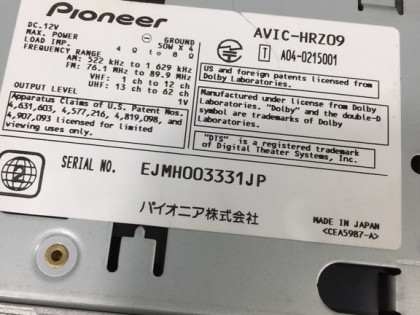 Pioneer
AVIC-HRZ09
DC.12V ⊖ GROUND
MAX. POWER 50W X 4
LOAD IMP. 4 Ω to 8 Ω
FREQUENCY RANGE
AM: 522 kHz to 1 629 kHz
FM: 76.1 MHz to 89.9 MHz
VHF: 1 ch to 12 ch
UHF: 13 ch to 62 ch
OUTPUT LEVEL 1V
T A04-0215001
US and foreign patents licensed from
Dolby Laboratories.
Manufactured under license from Dolby
Laboratories. "Dolby" and the double-D
symbol are trademarks of Dolby
Laboratories.
Apparatus Claims of U.S. Patent Nos.
4,631,603, 4,577,216, 4,819,098, and
4,907,093 licensed for limited
viewing uses only.
"DTS" is a registered trademark
of Digital Theater Systems, Inc.
2
SERIAL NO. EJMH003331JP
パイオニア株式会社
MADE IN JAPAN
<CEA5987-A>